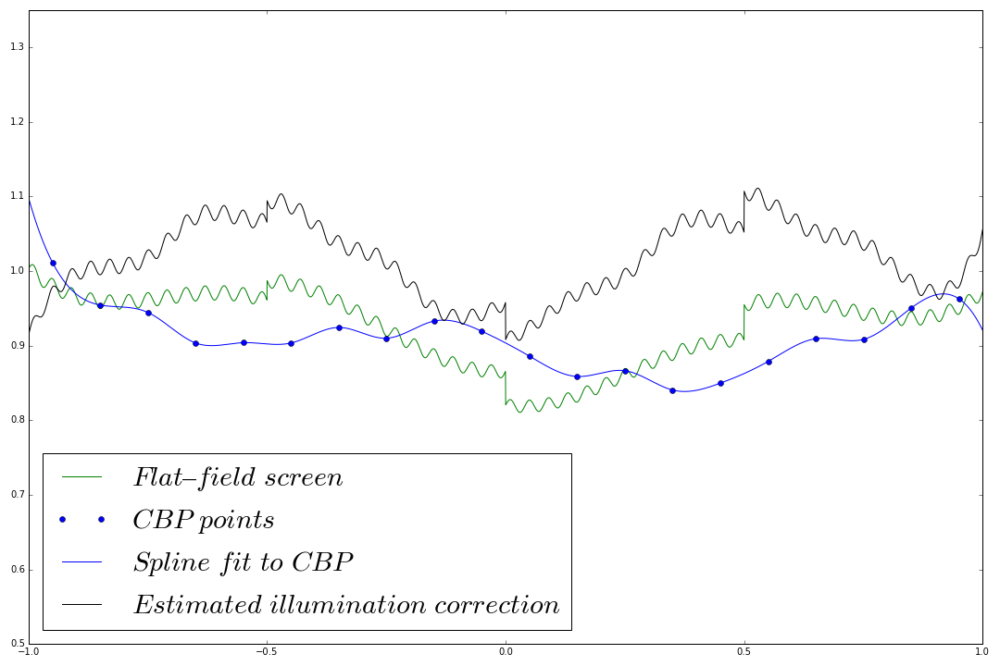 1.3
1.2
1.1
1.0
0.9
0.8
0.7
0.6
0.5
Flat–field screen
CBP points
Spline fit to CBP
Estimated illumination correction
−1.0 −0.5 0.0 0.5 1.0